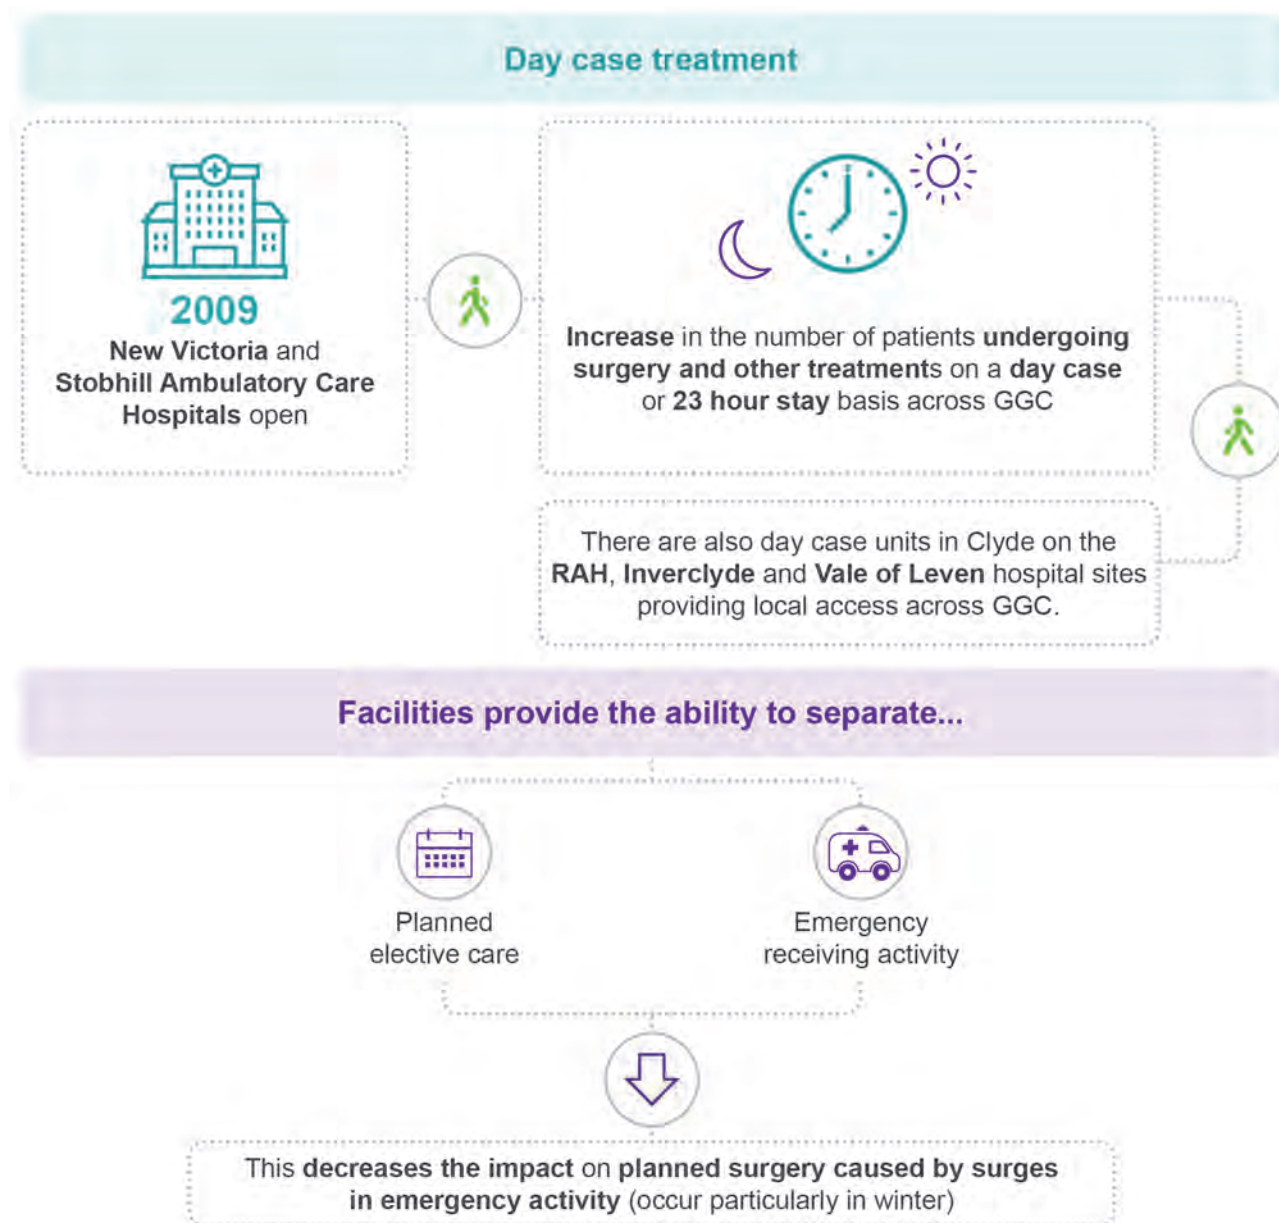 Day case treatment
2009
New Victoria and
Stobhill Ambulatory Care
Hospitals open
Increase in the number of patients undergoing
surgery and other treatments on a day case
or 23 hour stay basis across GGC
There are also day case units in Clyde on the
RAH, Inverclyde and Vale of Leven hospital sites
providing local access across GGC.
Facilities provide the ability to separate...
Planned
elective care
Emergency
receiving activity
This decreases the impact on planned surgery caused by surges
in emergency activity (occur particularly in winter)